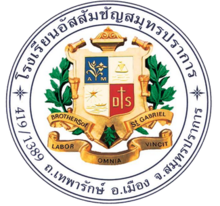 โรงเรียนอัสสัมชัญสมุทรปราการ
A M
D S
BROTHERS OF ST GABRIEL
LABOR OMNIA VINCIT
419/1389 ถ.เทพารักษ์ อ.เมือง จ.สมุทรปราการ